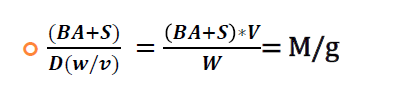 (BA+S)/D(w/v) = (BA+S)*V/W = M/g